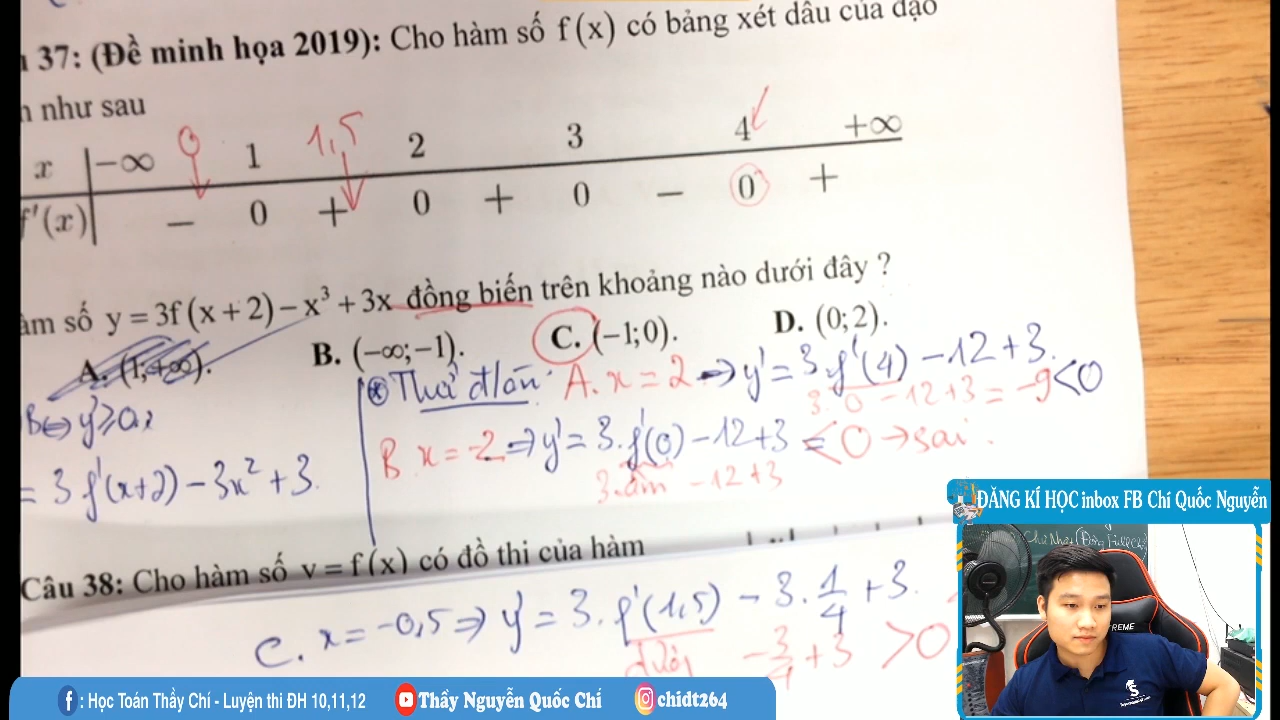 37: (Đề minh họa 2019): Cho hàm số f(x) có bảng xét dấu của đạo
như sau
0 1,5
x −∞ 1 2 3 4 +∞
f'(x) − 0 + 0 + 0 − 0 +
số y = 3f(x+2) − x³ + 3x đồng biến trên khoảng nào dưới đây ?
A. (1;+∞). B. (−∞;−1). C. (−1;0). D. (0;2).
ĐB ⇔ y' ≥ 0
= 3f'(x+2) − 3x² + 3.
A. x = 2 → y' = 3.f'(4) − 12 + 3.
3. 0 − 12 + 3 = −9 < 0
B x = −2 ⇒ y' = 3.f'(0) − 12 + 3 = < 0 → sai.
3.âm − 12 + 3
Câu 38: Cho hàm số y = f(x) có đồ thi của hàm
C. x = −0,5 ⇒ y' = 3.f'(1,5) − 3.1/4 + 3.
−3/4 + 3 > 0
ĐĂNG KÍ HỌC inbox FB Chí Quốc Nguyễn
f : Học Toán Thầy Chí - Luyện thi ĐH 10,11,12
Thầy Nguyễn Quốc Chí
chidt264